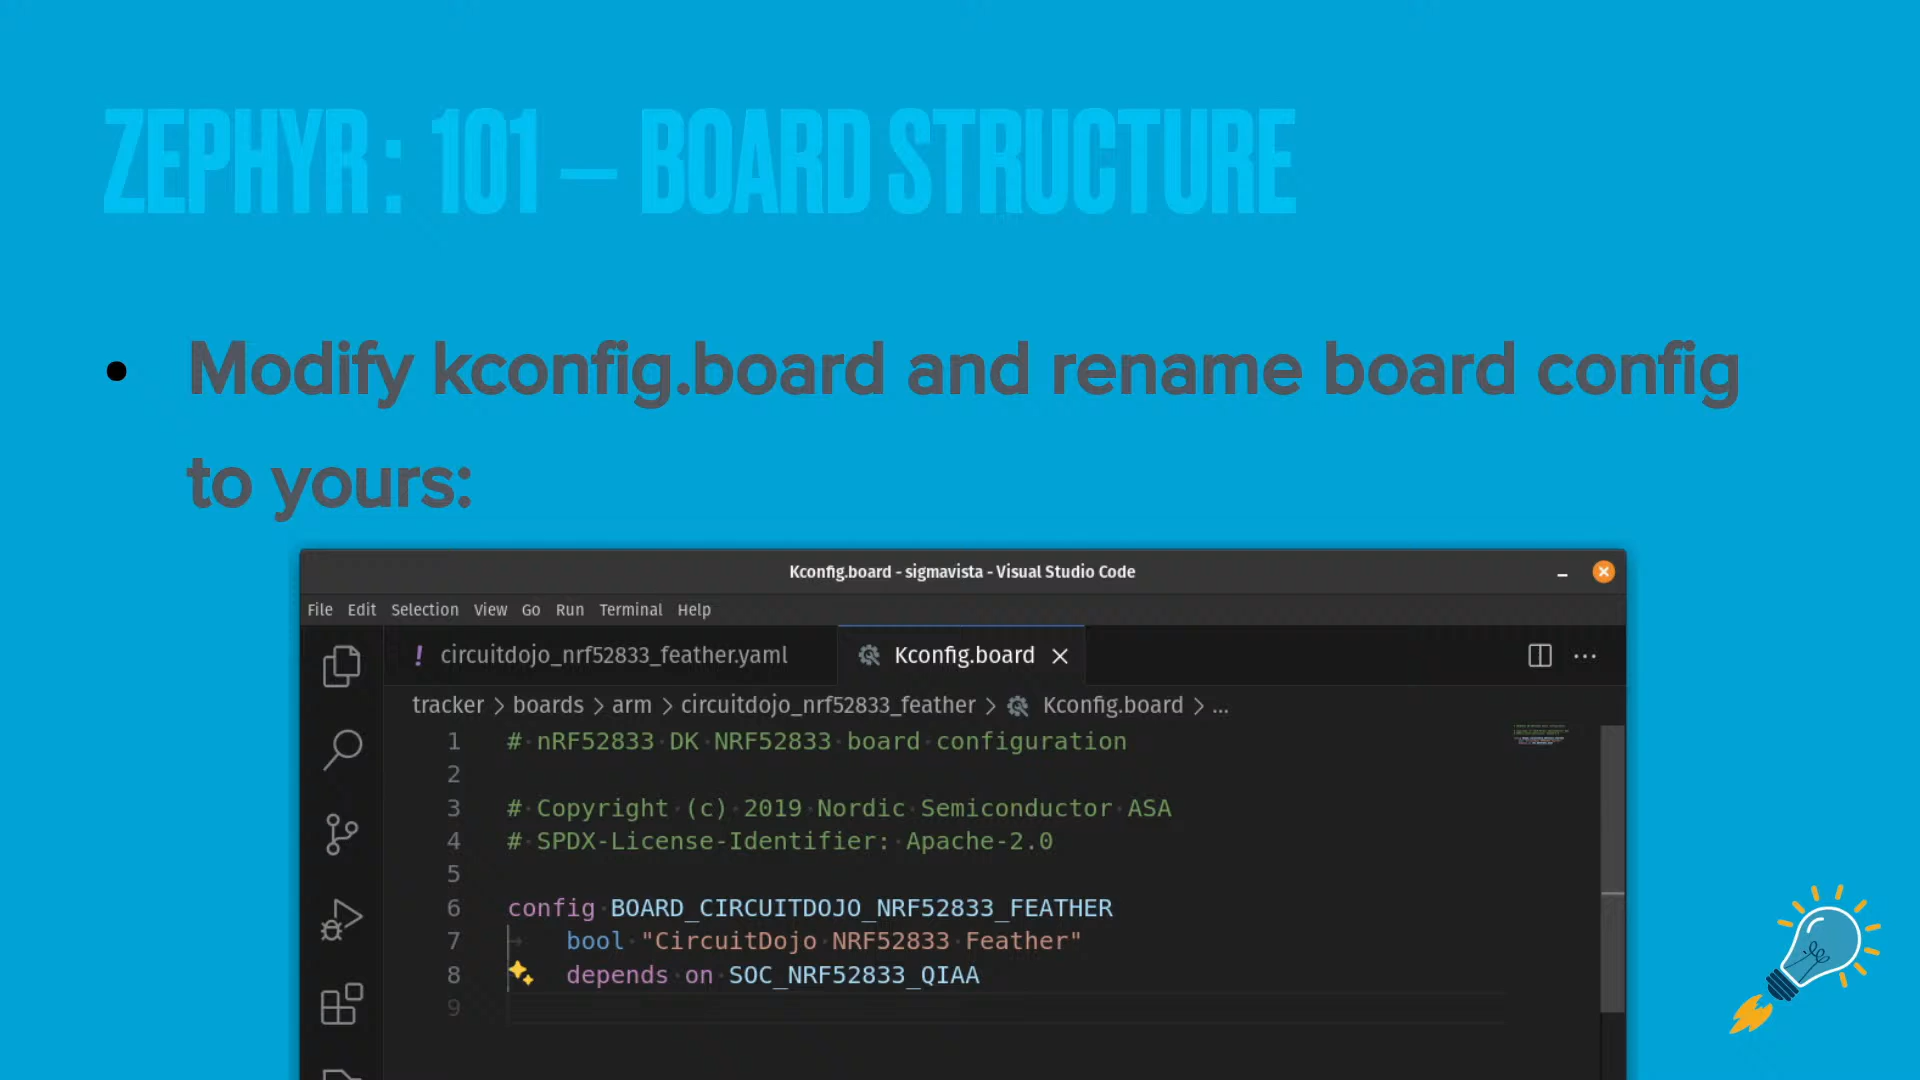 ZEPHYR: 101 – BOARD STRUCTURE
• Modify kconfig.board and rename board config
to yours:
Kconfig.board - sigmavista - Visual Studio Code
File Edit Selection View Go Run Terminal Help
! circuitdojo_nrf52833_feather.yaml Kconfig.board
tracker > boards > arm > circuitdojo_nrf52833_feather > Kconfig.board > ...
1 # nRF52833 DK NRF52833 board configuration
2
3 # Copyright (c) 2019 Nordic Semiconductor ASA
4 # SPDX-License-Identifier: Apache-2.0
5
6 config BOARD_CIRCUITDOJO_NRF52833_FEATHER
7 bool "CircuitDojo NRF52833 Feather"
8 depends on SOC_NRF52833_QIAA
9